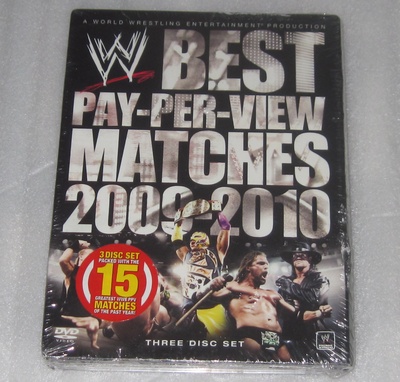 A WORLD WRESTLING ENTERTAINMENT PRODUCTION
W BEST
PAY-PER-VIEW
MATCHES
2009-2010
3 DISC SET
PACKED WITH THE
15
GREATEST LIVE PPV
MATCHES
OF THE PAST YEAR!
DVD
THREE DISC SET
W